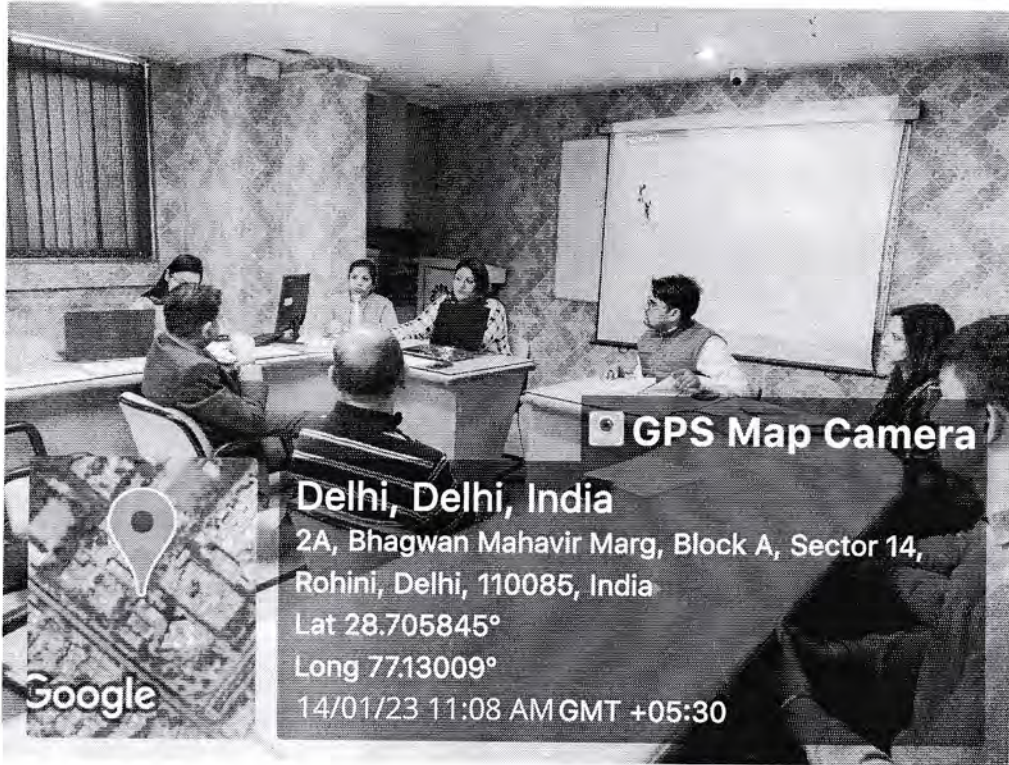 GPS Map Camera
Delhi, Delhi, India
2A, Bhagwan Mahavir Marg, Block A, Sector 14,
Rohini, Delhi, 110085, India
Lat 28.705845°
Long 77.13009°
14/01/23 11:08 AM GMT +05:30
Google